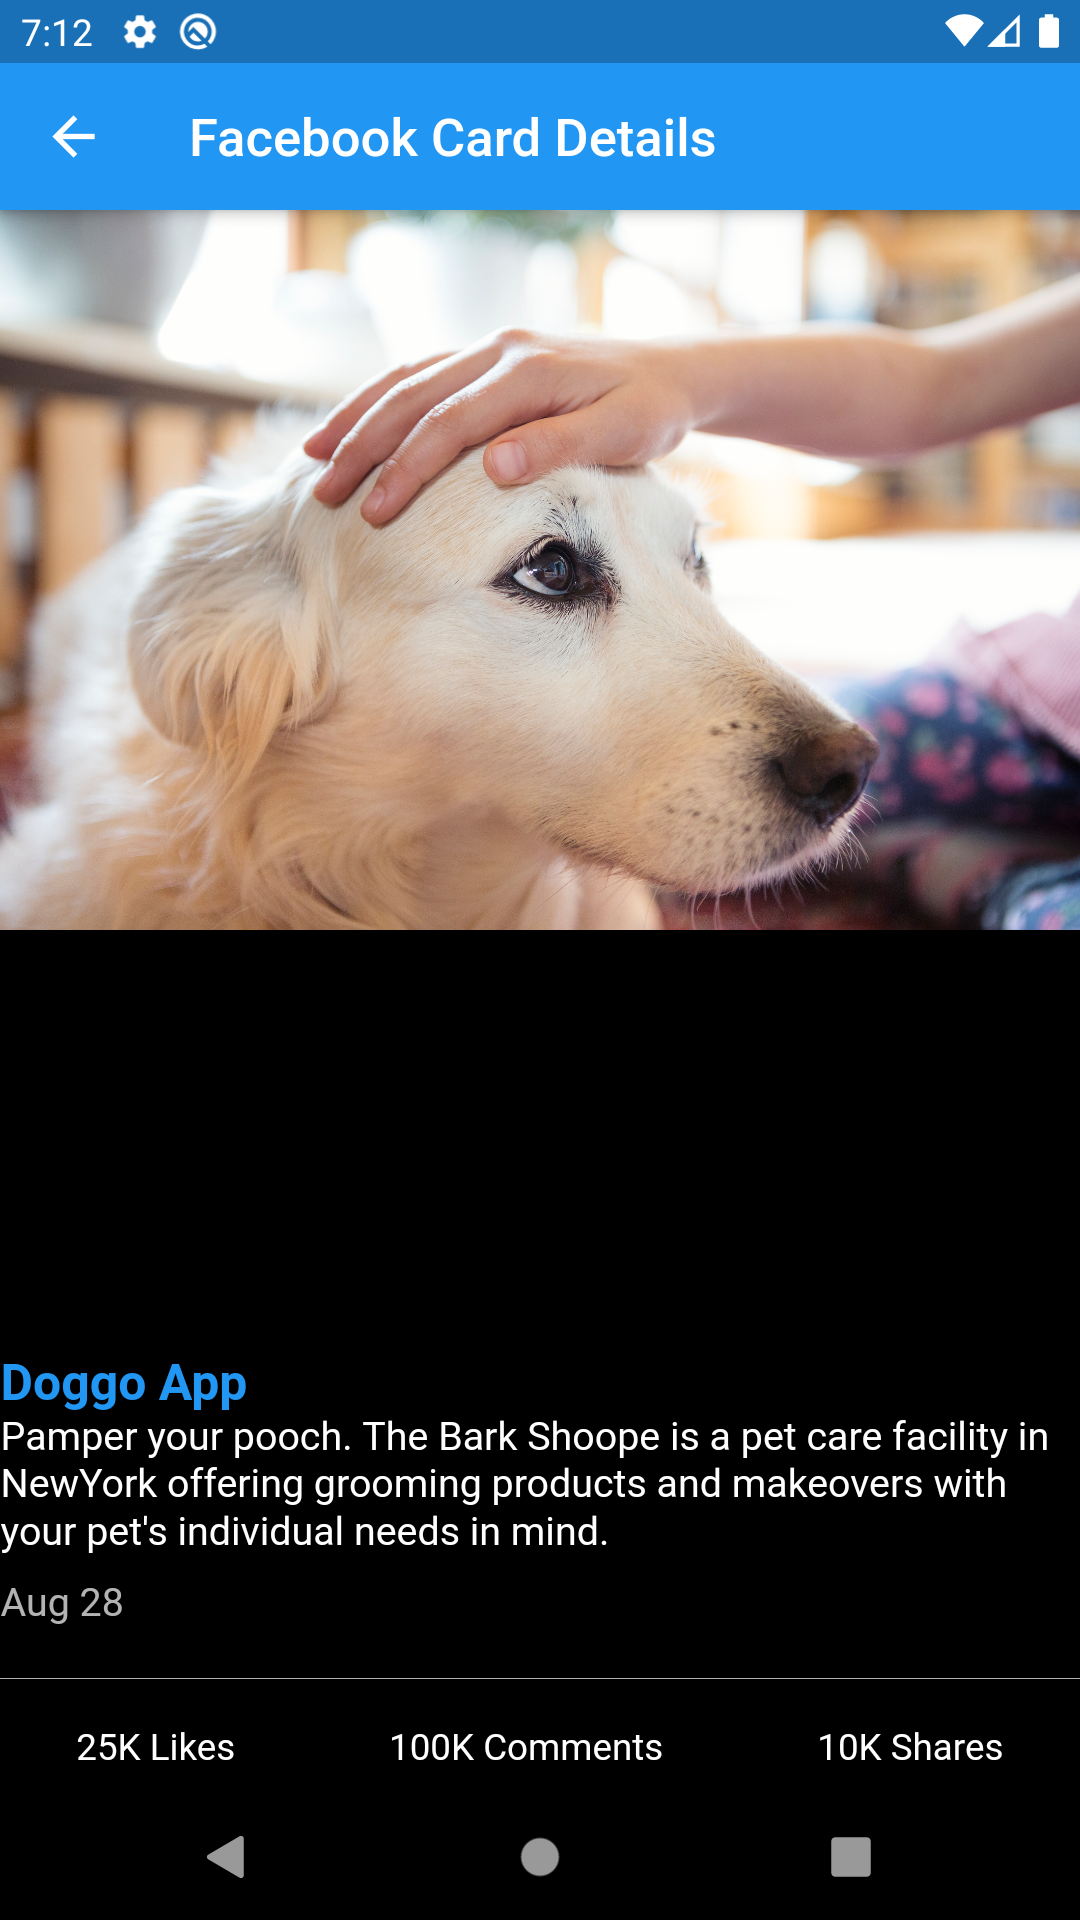 7:12
Facebook Card Details
Doggo App
Pamper your pooch. The Bark Shoope is a pet care facility in
NewYork offering grooming products and makeovers with
your pet's individual needs in mind.
Aug 28
25K Likes
100K Comments
10K Shares